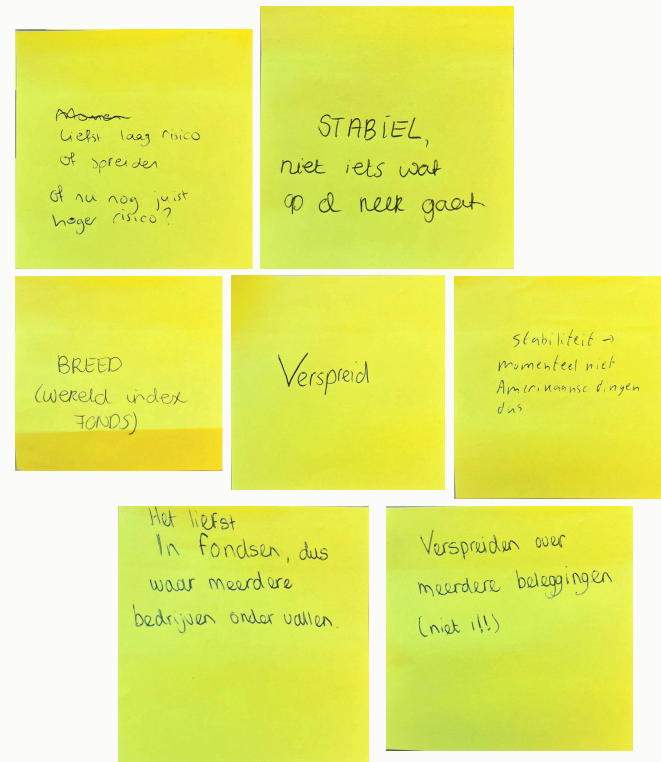 Liefst laag risico
of spreiden
of nu nog juist
hoger risico?
STABIEL,
niet iets wat
op d neek gaat
BREED
(wereld index
FONDS)
Verspreid
Stabiliteit →
momenteel niet
Amerikaanse dingen
dus
Het liefst
In fondsen, dus
waar meerdere
bedrijven onder vallen.
Verspreiden over
meerdere beleggingen
(niet 1!!)